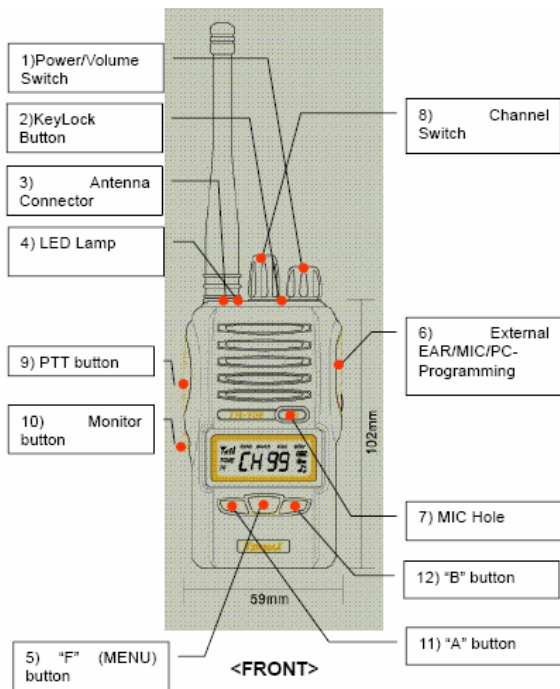 1)Power/Volume
Switch
2)KeyLock
Button
3) Antenna
Connector
4) LED Lamp
8) Channel
Switch
9) PTT button
10) Monitor
button
6) External
EAR/MIC/PC-
Programming
102mm
CH 99
7) MIC Hole
12) “B” button
59mm
11) “A” button
5) “F” (MENU)
button
<FRONT>